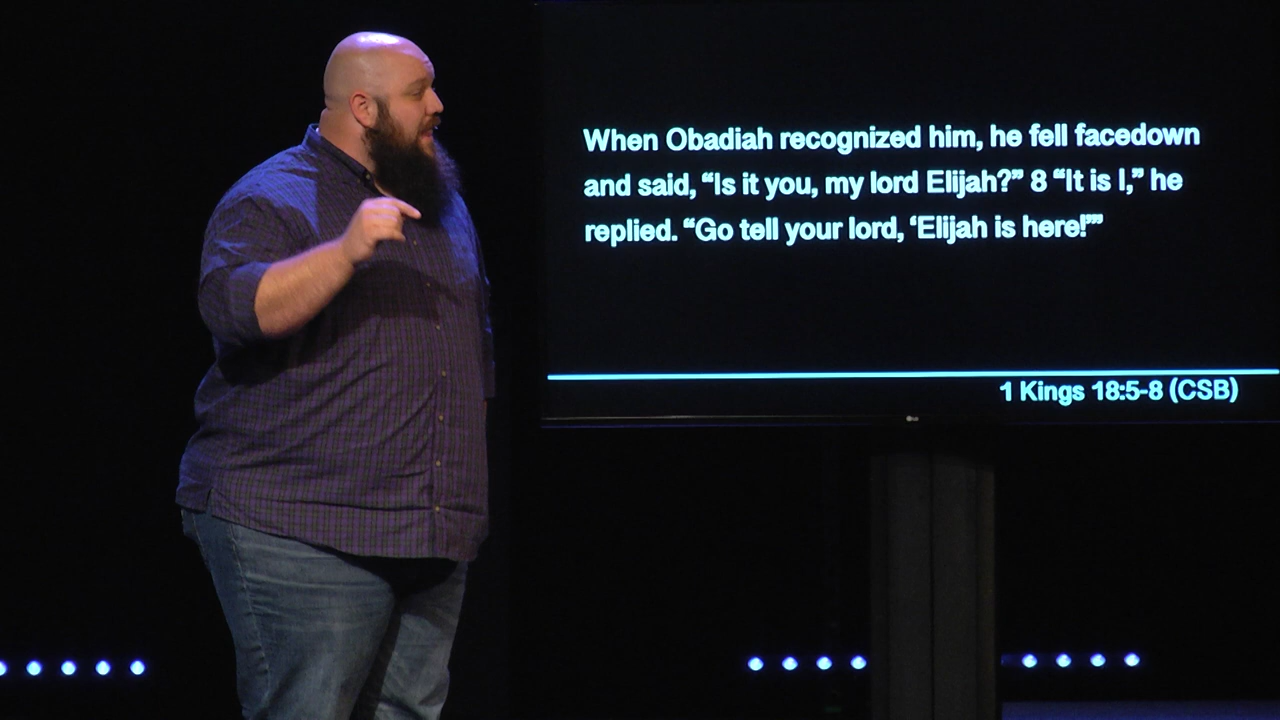 When Obadiah recognized him, he fell facedown
and said, “Is it you, my lord Elijah?” 8 “It is I,” he
replied. “Go tell your lord, ‘Elijah is here!’”
1 Kings 18:5-8 (CSB)